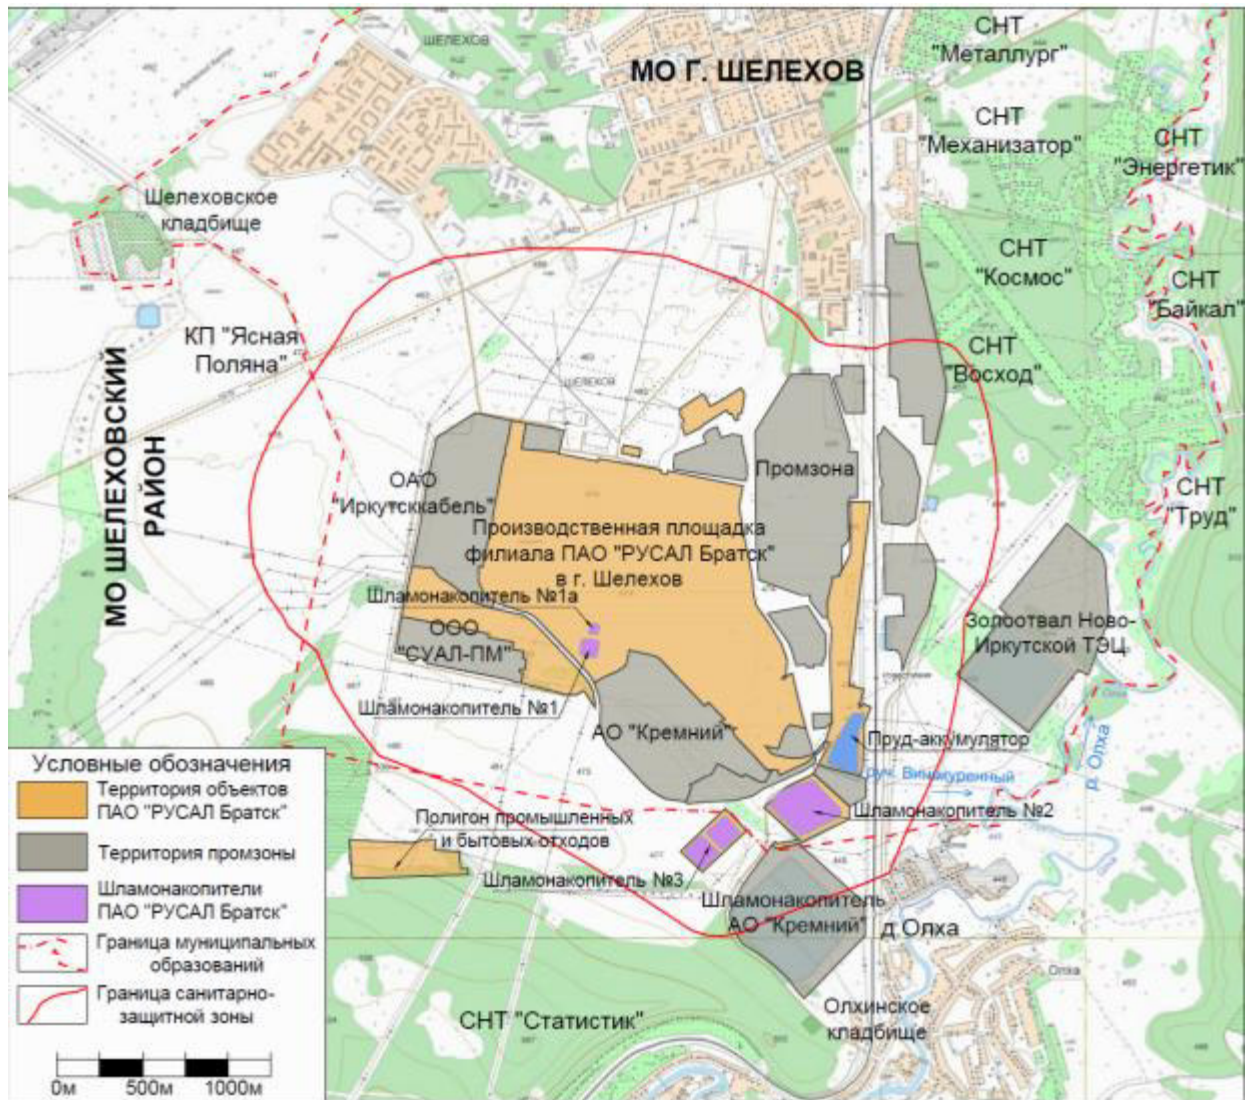 СНТ
"Металлург"
ШЕЛЕХОВ
МО Г. ШЕЛЕХОВ
СНТ
"Механизатор"
СНТ
"Энергетик"
Шелеховское
кладбище
СНТ
"Космос"
СНТ
"Байкал"
КП "Ясная
Поляна"
СНТ
"Восход"
МО ШЕЛЕХОВСКИЙ
РАЙОН
ШЕЛЕХОВ
ОАО
"Иркутсккабель"
Промзона
СНТ
"Труд"
Производственная площадка
филиала ПАО "РУСАЛ Братск"
в г. Шелехов
Шламонакопитель №1а
ООО
"СУАЛ-ПМ"
Золоотвал Ново-
Иркутской ТЭЦ
Шламонакопитель №1
АО "Кремний"
Пруд-аккумулятор
р. Олха
руч. Винокуренный
Шламонакопитель №2
Полигон промышленных
и бытовых отходов
Шламонакопитель №3
Шламонакопитель
АО "Кремний"
д Олха
Олха
Олхинское
кладбище
СНТ "Статистик"
Условные обозначения
Территория объектов
ПАО "РУСАЛ Братск"
Территория промзоны
Шламонакопители
ПАО "РУСАЛ Братск"
Граница муниципальных
образований
Граница санитарно-
защитной зоны
0м 500м 1000м